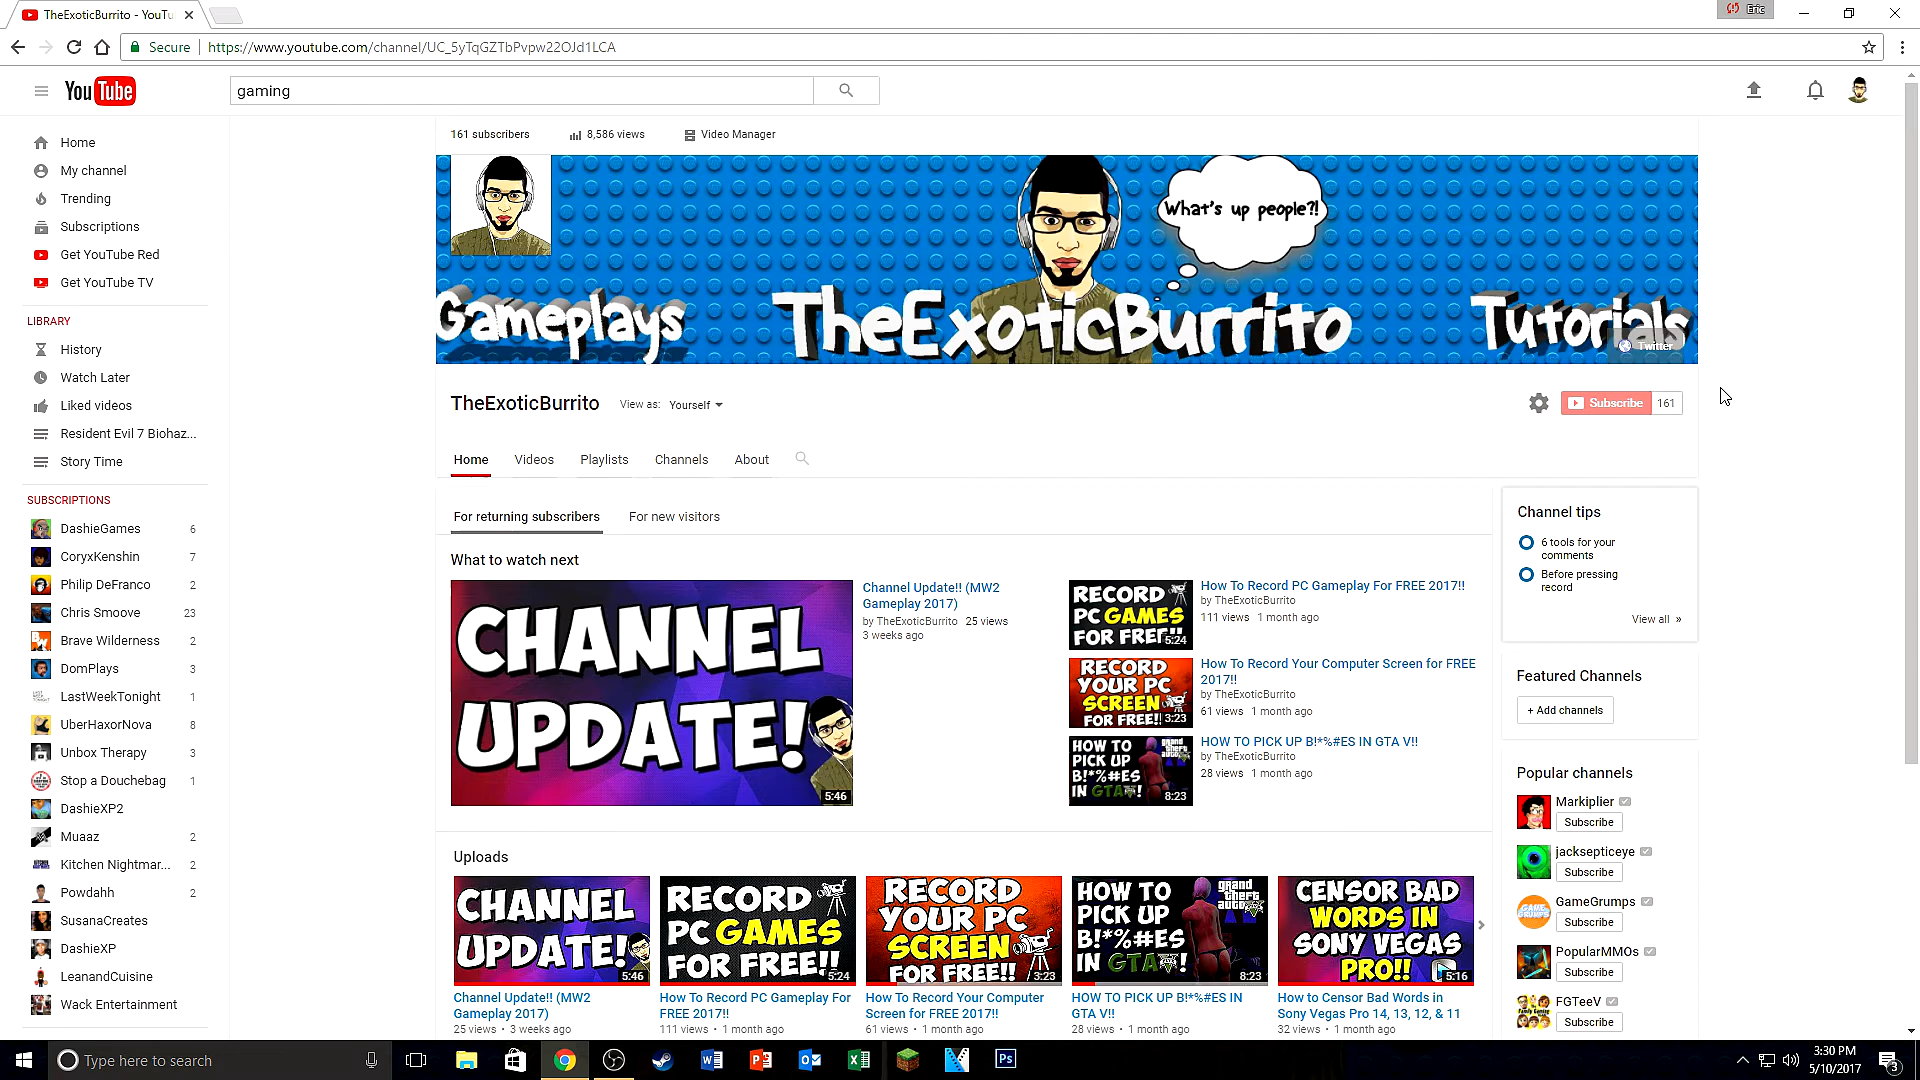 TheExoticBurrito - YouTu
Eric
Secure
https://www.youtube.com/channel/UC_5yTqGZTbPvpw22OJd1LCA
YouTube
gaming
Home
My channel
Trending
Subscriptions
Get YouTube Red
Get YouTube TV
LIBRARY
History
Watch Later
Liked videos
Resident Evil 7 Biohaz...
Story Time
SUBSCRIPTIONS
DashieGames 6
CoryxKenshin 7
Philip DeFranco 2
Chris Smoove 23
Brave Wilderness 2
DomPlays 3
LastWeekTonight 1
UberHaxorNova 8
Unbox Therapy 3
Stop a Douchebag 1
DashieXP2
Muaaz 2
Kitchen Nightmar... 2
Powdahh 2
SusanaCreates
DashieXP
LeanandCuisine
Wack Entertainment
161 subscribers 8,586 views Video Manager
What's up people?!
Gameplays TheExoticBurrito Tutorials
Twitter
TheExoticBurrito View as: Yourself
Subscribe 161
Home Videos Playlists Channels About
For returning subscribers For new visitors
What to watch next
CHANNEL
UPDATE!
5:46
Channel Update!! (MW2
Gameplay 2017)
by TheExoticBurrito 25 views
3 weeks ago
RECORD
PC GAMES
FOR FREE!!
5:24
How To Record PC Gameplay For FREE 2017!!
by TheExoticBurrito
111 views 1 month ago
RECORD
YOUR PC
SCREEN
FOR FREE!!
3:23
How To Record Your Computer Screen for FREE
2017!!
by TheExoticBurrito
61 views 1 month ago
HOW TO
PICK UP
B!*%#ES
IN GTA V!
grand
theft
auto
8:23
HOW TO PICK UP B!*%#ES IN GTA V!!
by TheExoticBurrito
28 views 1 month ago
Uploads
CHANNEL
UPDATE!
5:46
Channel Update!! (MW2
Gameplay 2017)
25 views • 3 weeks ago
RECORD
PC GAMES
FOR FREE!!
5:24
How To Record PC Gameplay For
FREE 2017!!
111 views • 1 month ago
RECORD
YOUR PC
SCREEN
FOR FREE!!
3:23
How To Record Your Computer
Screen for FREE 2017!!
61 views • 1 month ago
HOW TO
PICK UP
B!*%#ES
IN GTA V!
grand
theft
auto
8:23
HOW TO PICK UP B!*%#ES IN
GTA V!!
28 views • 1 month ago
CENSOR BAD
WORDS IN
SONY VEGAS
PRO!!
5:16
How to Censor Bad Words in
Sony Vegas Pro 14, 13, 12, & 11
32 views • 1 month ago
Channel tips
6 tools for your
comments
Before pressing
record
View all »
Featured Channels
+ Add channels
Popular channels
Markiplier
Subscribe
jacksepticeye
Subscribe
GameGrumps
Subscribe
PopularMMOs
Subscribe
FGTeeV
Subscribe
Type here to search
3:30 PM
5/10/2017
3